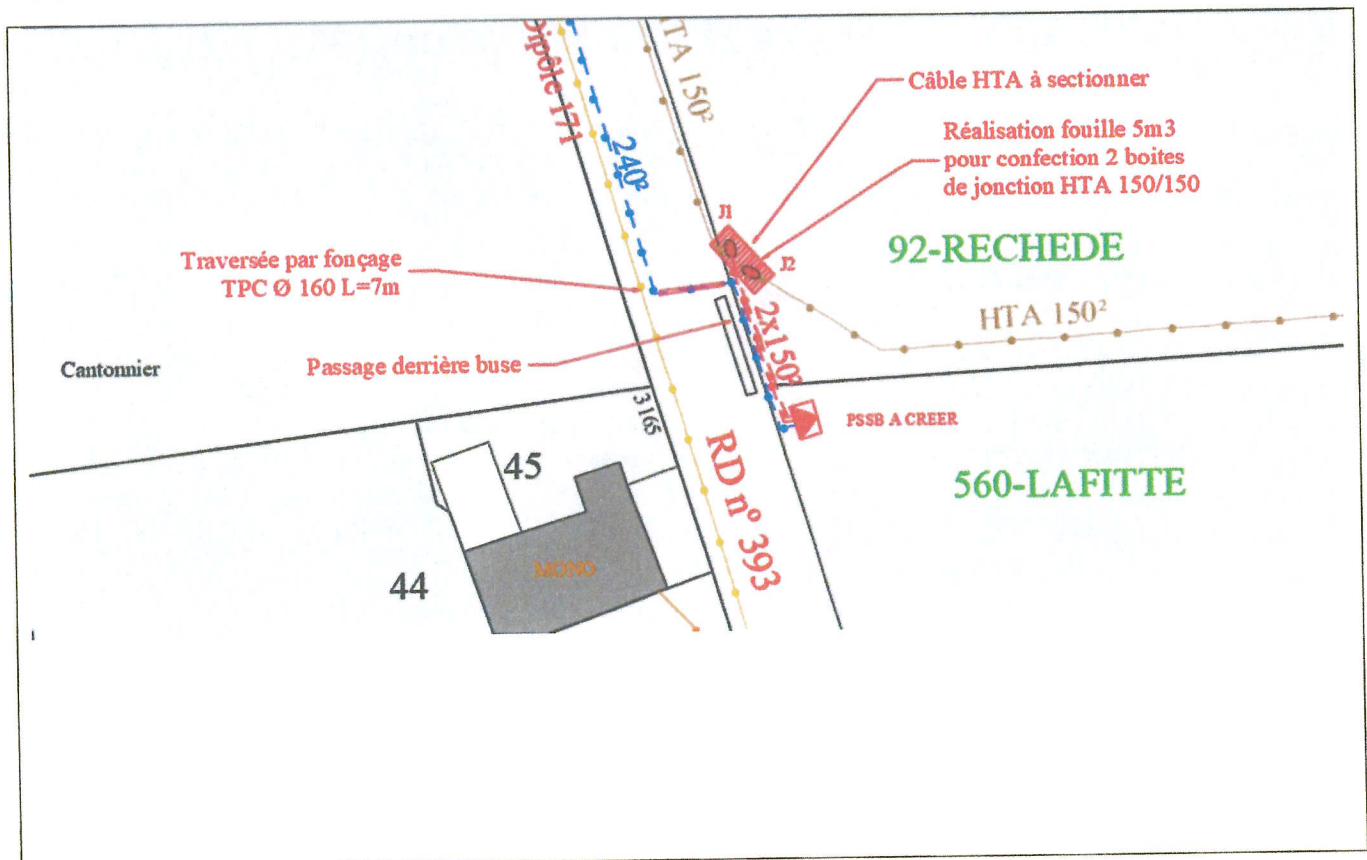 Dipôle 171
HTA 150²
240²
Câble HTA à sectionner
Réalisation fouille 5m3
pour confection 2 boites
de jonction HTA 150/150
J1
J2
92-RECHEDE
Traversée par fonçage
TPC Ø 160 L=7m
HTA 150²
2x150²
Passage derrière buse
Cantonnier
3165
PSSB A CREER
RD nº 393
45
560-LAFITTE
MONO
44